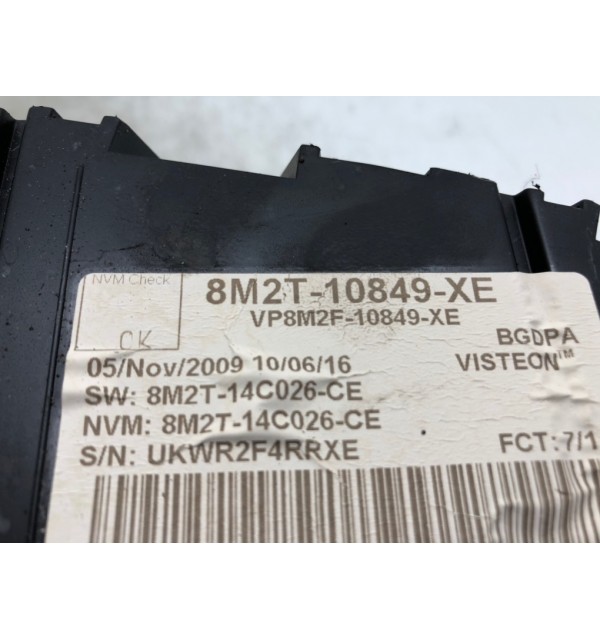 NVM Check
CK
8M2T-10849-XE
VP8M2F-10849-XE
BGDPA
05/Nov/2009 10/06/16
VISTEON™
SW: 8M2T-14C026-CE
NVM: 8M2T-14C026-CE
S/N: UKWR2F4RRXE
FCT: 7/1